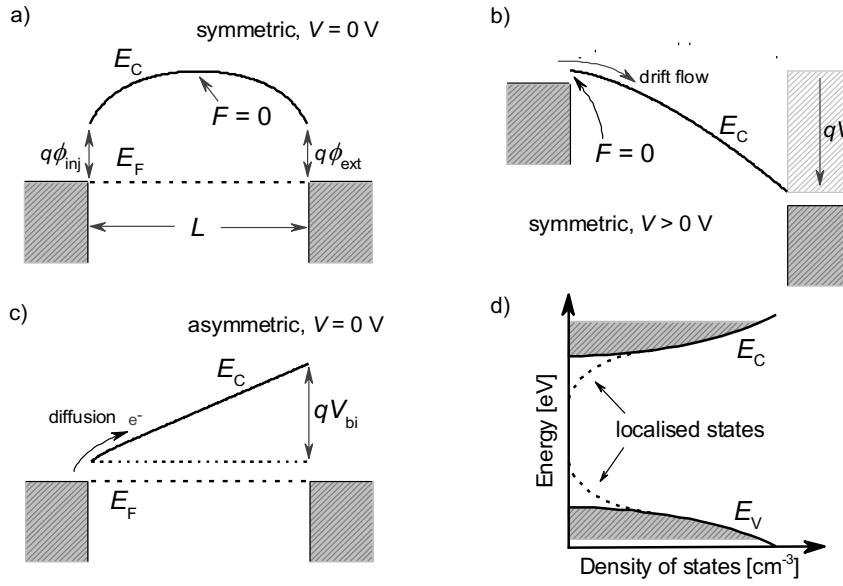 a)
symmetric, V = 0 V
E_C
F = 0
qϕ_inj
E_F
qϕ_ext
L
b)
drift flow
E_C
F = 0
qV
symmetric, V > 0 V
c)
asymmetric, V = 0 V
E_C
diffusion e⁻
qV_bi
E_F
d)
E_C
localised states
Energy [eV]
E_V
Density of states [cm⁻³]